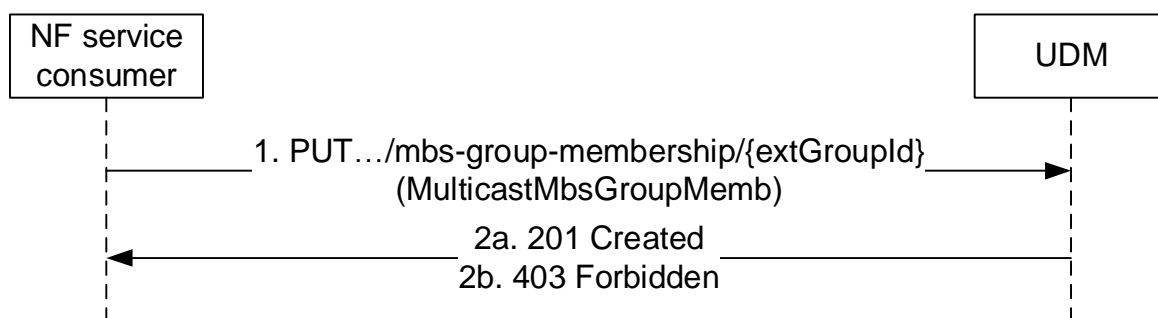 NF service
consumer
UDM
1. PUT…/mbs-group-membership/{extGroupId}
(MulticastMbsGroupMemb)
2a. 201 Created
2b. 403 Forbidden